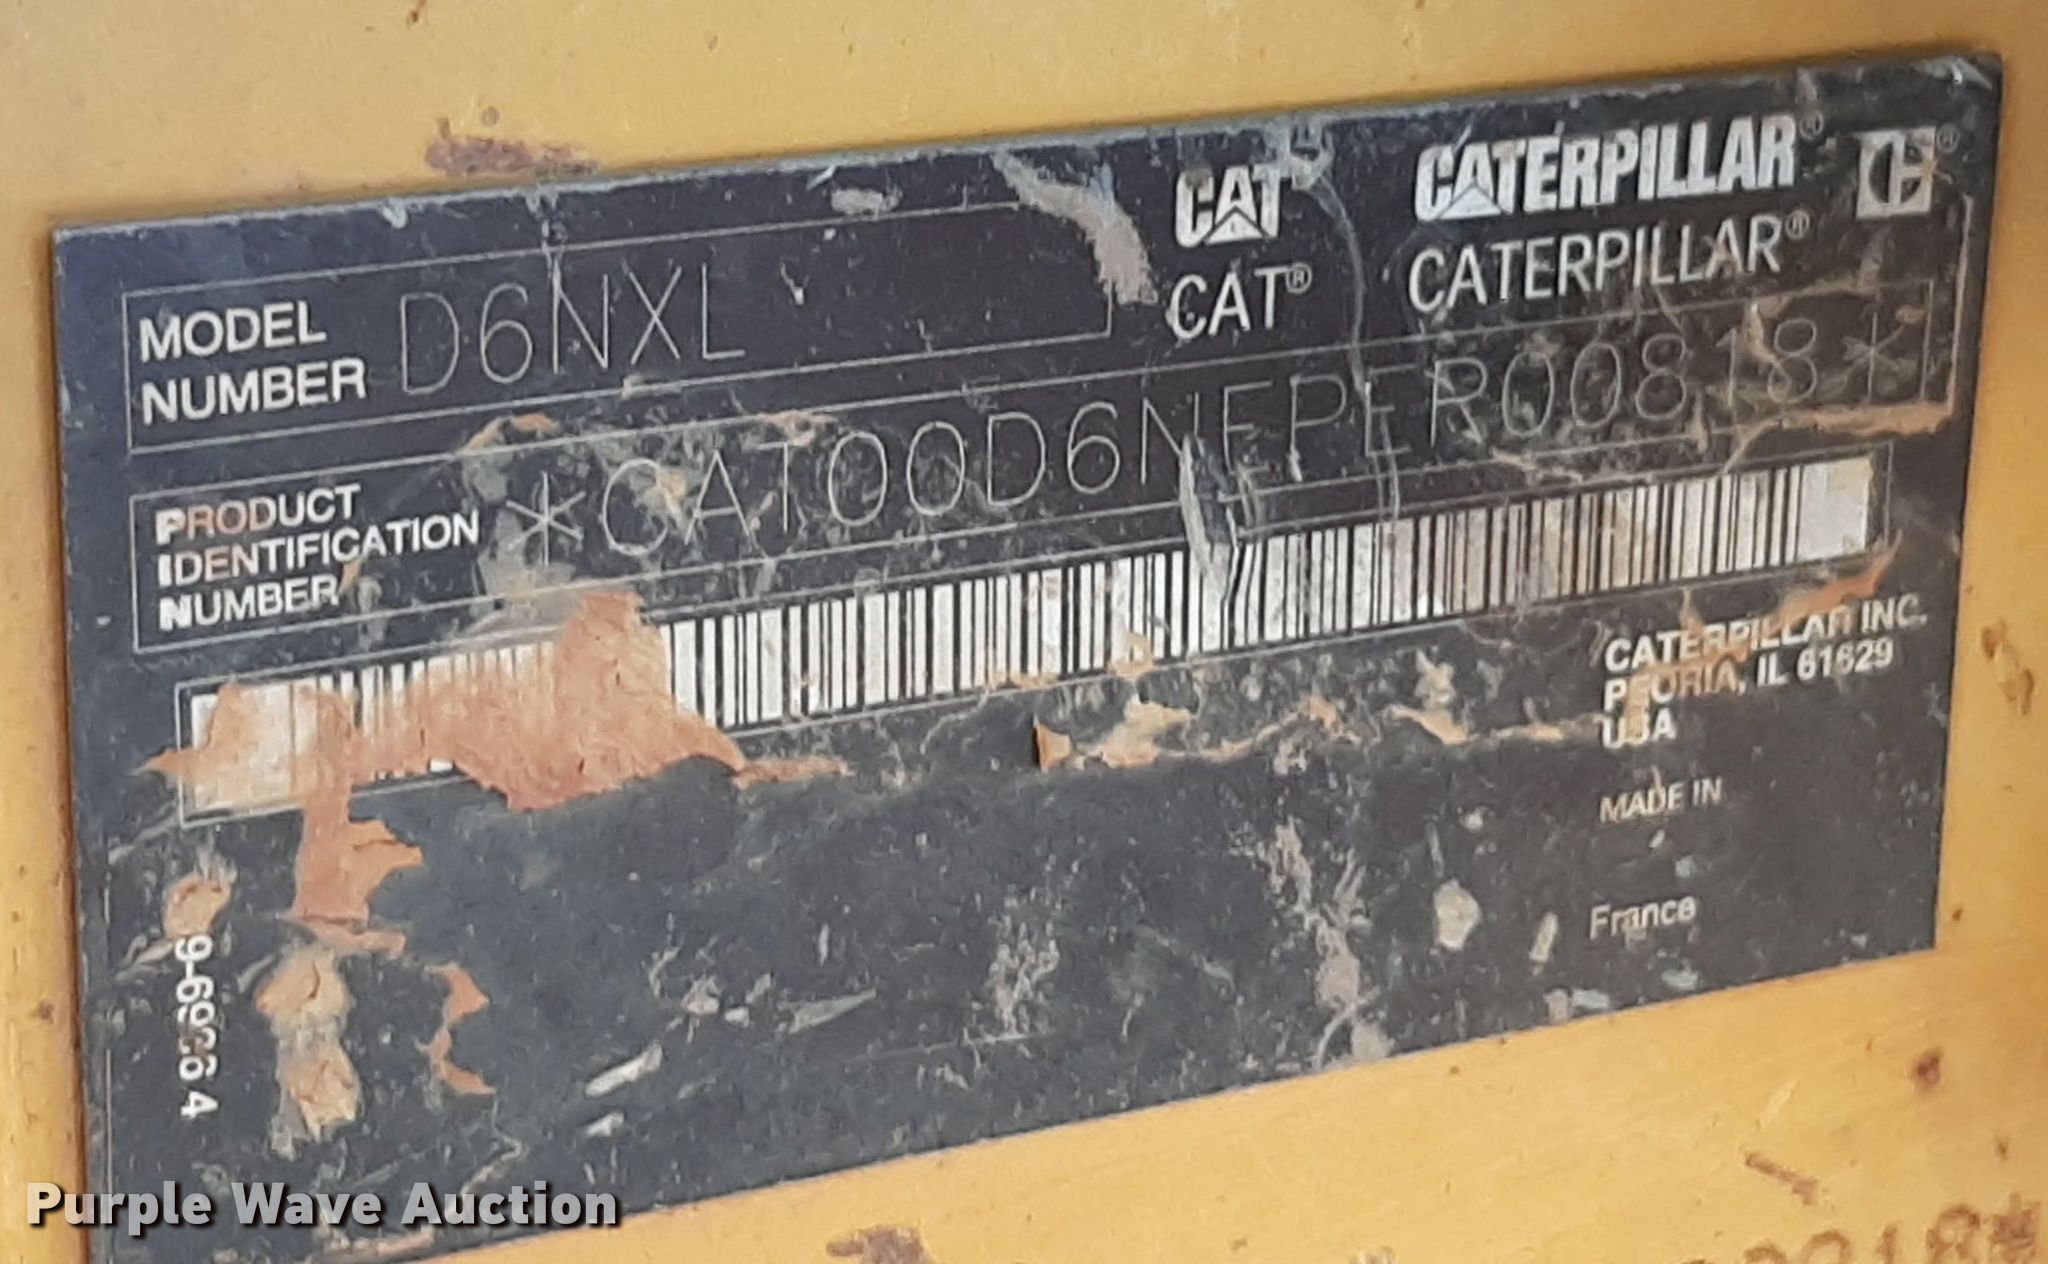 MODEL NUMBER D6NXL
CAT CATERPILLAR®
CAT® CATERPILLAR®
PRODUCT IDENTIFICATION NUMBER *CAT00D6NEPER00818*
CATERPILLAR INC.
PEORIA, IL 61629
USA
MADE IN
France
Purple Wave Auction